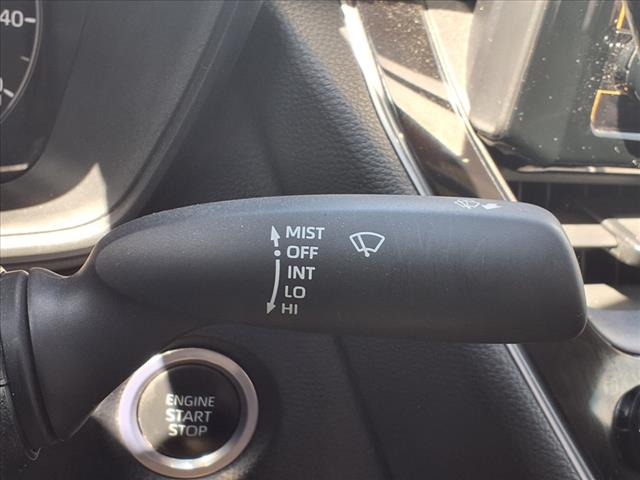 40
MIST
OFF
INT
LO
HI
ENGINE
START
STOP